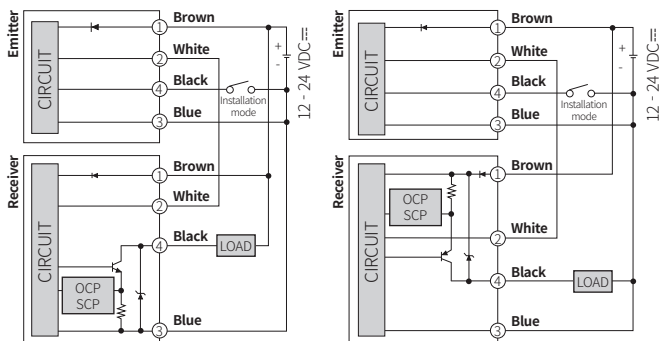 Emitter
CIRCUIT
1 Brown
2 White
4 Black
Installation
mode
3 Blue
+
-
12 - 24 VDC⎓
Receiver
CIRCUIT
1 Brown
2 White
4 Black
LOAD
OCP
SCP
3 Blue
Emitter
CIRCUIT
1 Brown
2 White
4 Black
Installation
mode
3 Blue
+
-
12 - 24 VDC⎓
Receiver
CIRCUIT
1 Brown
OCP
SCP
2 White
4 Black
LOAD
3 Blue